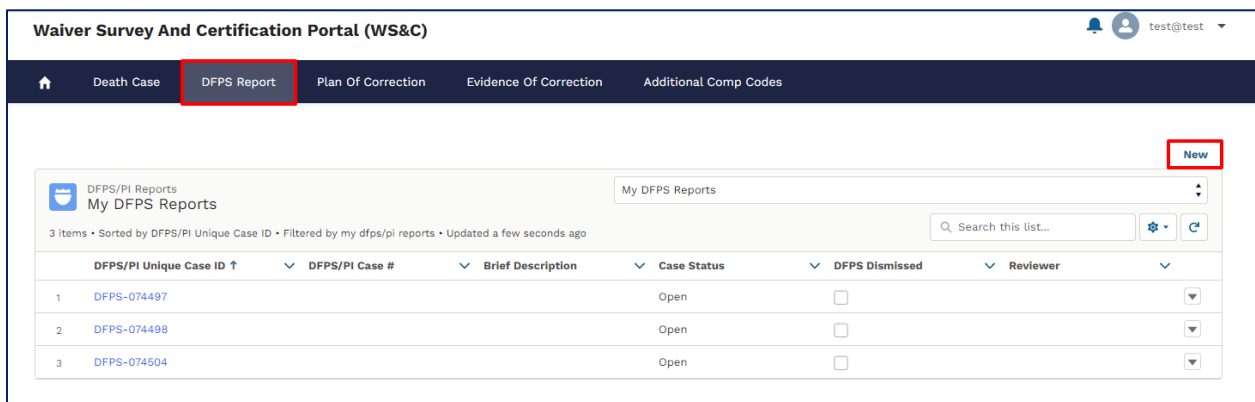 Waiver Survey And Certification Portal (WS&C)
test@test
Death Case DFPS Report Plan Of Correction Evidence Of Correction Additional Comp Codes
New
DFPS/PI Reports
My DFPS Reports
My DFPS Reports
3 items • Sorted by DFPS/PI Unique Case ID • Filtered by my dfps/pi reports • Updated a few seconds ago
Search this list...
DFPS/PI Unique Case ID ↑ DFPS/PI Case # Brief Description Case Status DFPS Dismissed Reviewer
1 DFPS-074497 Open
2 DFPS-074498 Open
3 DFPS-074504 Open